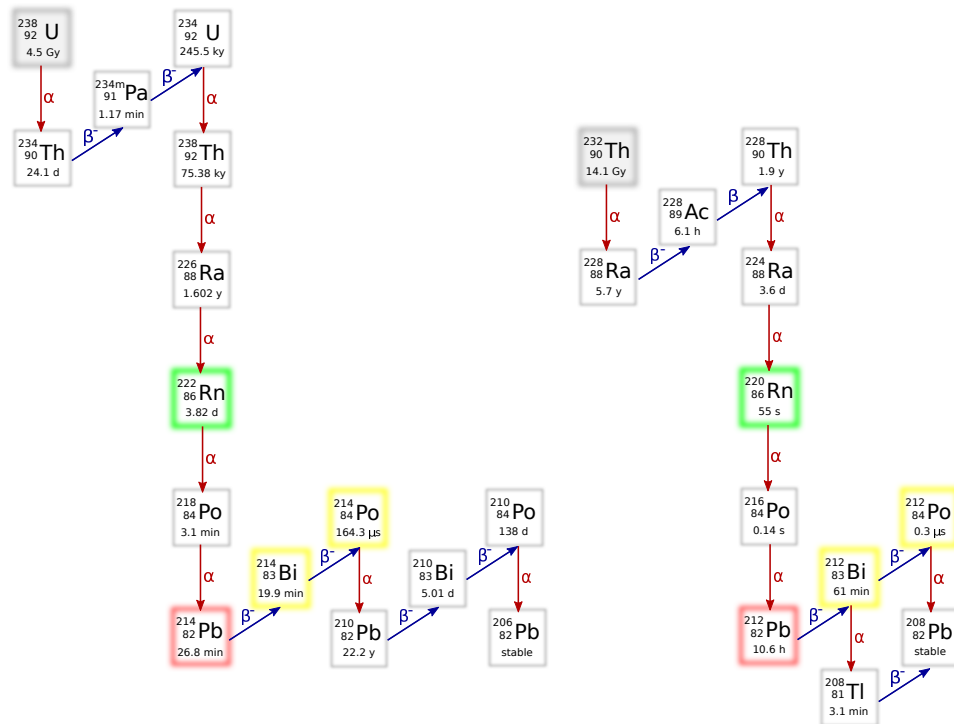 238
92 U
4.5 Gy
α
234
90 Th
24.1 d
β-
234m
91 Pa
1.17 min
β-
234
92 U
245.5 ky
α
238
92 Th
75.38 ky
α
226
88 Ra
1.602 y
α
222
86 Rn
3.82 d
α
218
84 Po
3.1 min
α
214
82 Pb
26.8 min
β-
214
83 Bi
19.9 min
β-
214
84 Po
164.3 µs
α
210
82 Pb
22.2 y
β-
210
83 Bi
5.01 d
β-
210
84 Po
138 d
α
206
82 Pb
stable
232
90 Th
14.1 Gy
α
228
88 Ra
5.7 y
β-
228
89 Ac
6.1 h
β
228
90 Th
1.9 y
α
224
88 Ra
3.6 d
α
220
86 Rn
55 s
α
216
84 Po
0.14 s
α
212
82 Pb
10.6 h
β-
212
83 Bi
61 min
β-
212
84 Po
0.3 µs
α
208
82 Pb
stable
α
208
81 Tl
3.1 min
β-